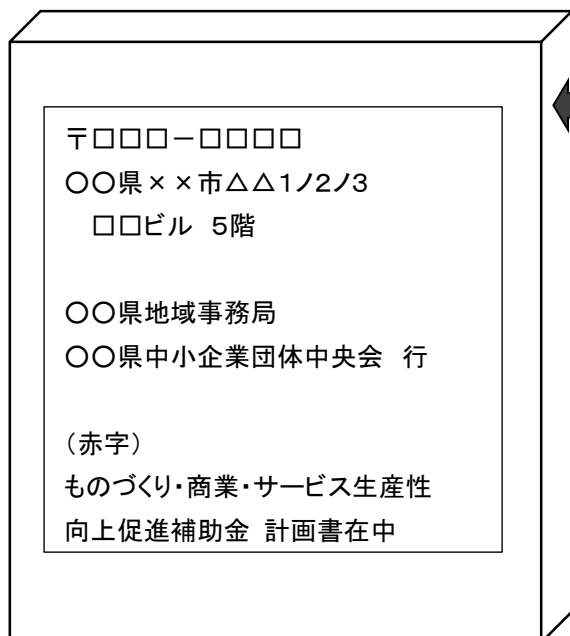 〒□□□－□□□□
○○県××市△△1ノ2ノ3
□□ビル 5階
○○県地域事務局
○○県中小企業団体中央会 行
（赤字）
ものづくり・商業・サービス生産性
向上促進補助金 計画書在中